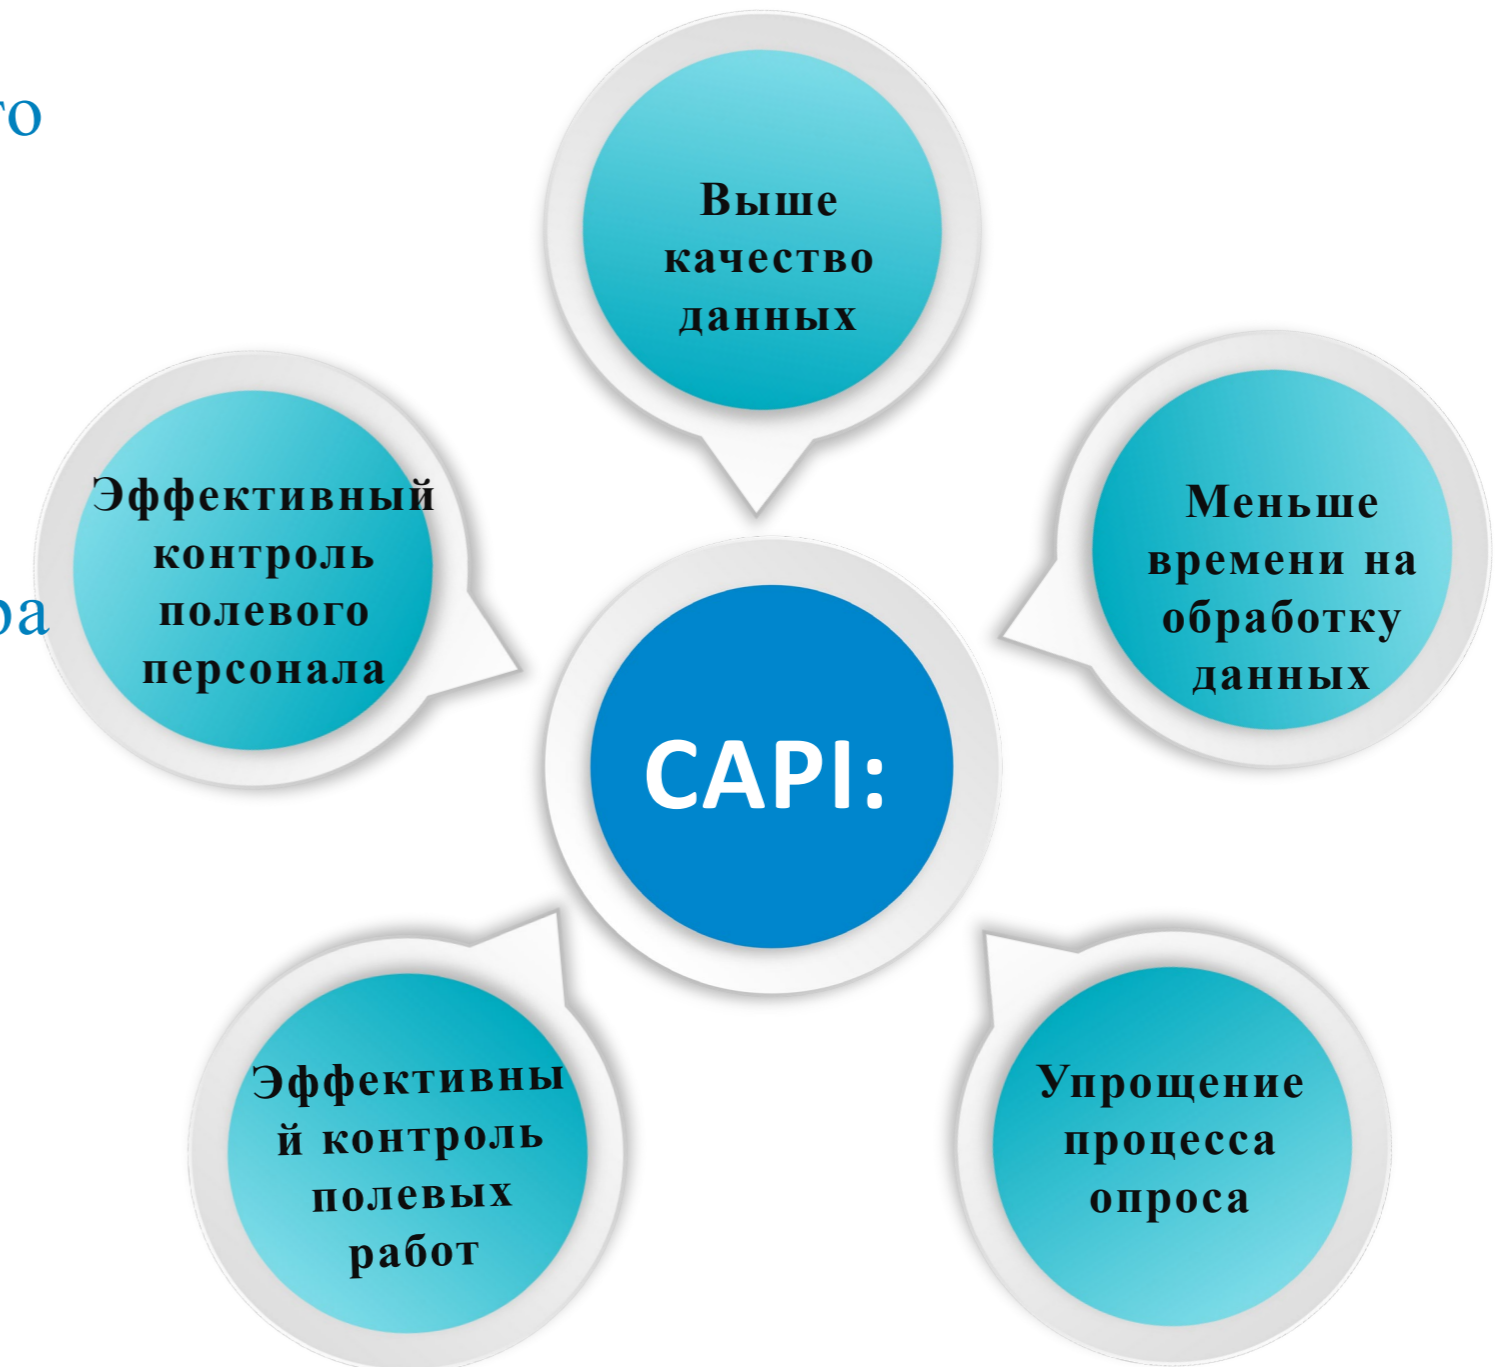 Выше
качество
данных
Меньше
времени на
обработку
данных
Упрощение
процесса
опроса
Эффективны
й контроль
полевых
работ
Эффективный
контроль
полевого
персонала
CAPI: